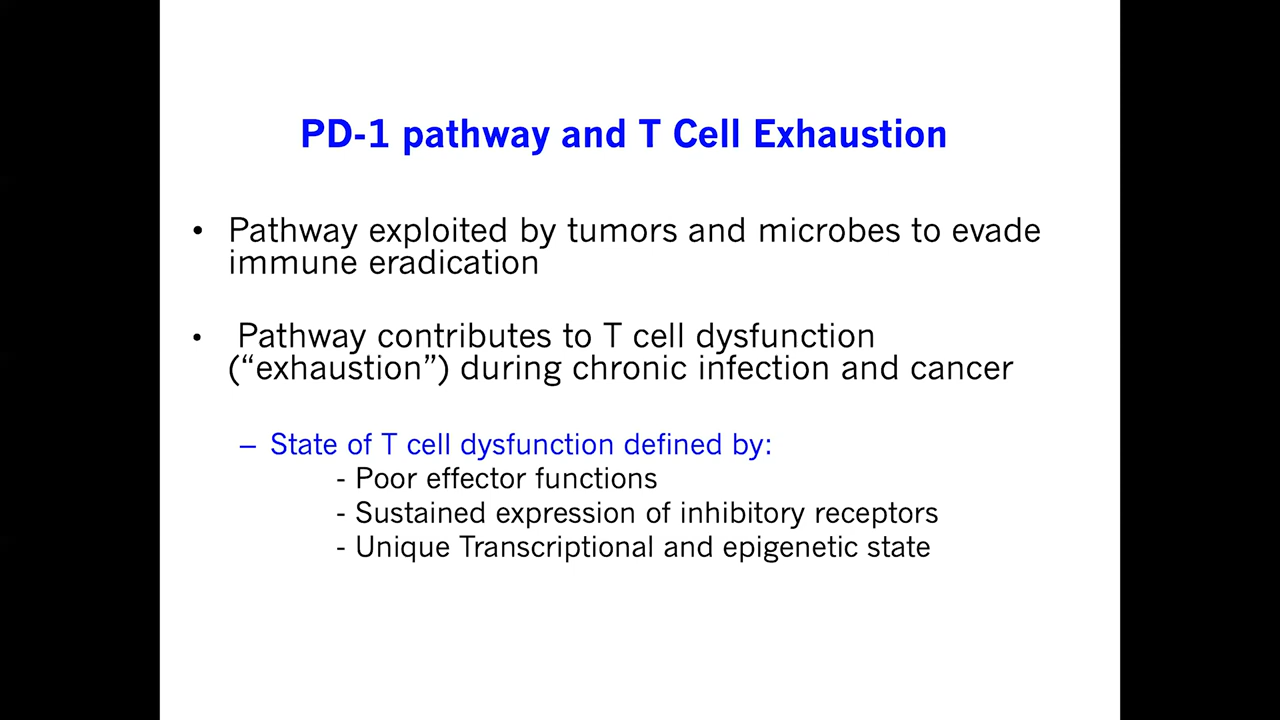 PD-1 pathway and T Cell Exhaustion
• Pathway exploited by tumors and microbes to evade
immune eradication
• Pathway contributes to T cell dysfunction
(“exhaustion”) during chronic infection and cancer
– State of T cell dysfunction defined by:
- Poor effector functions
- Sustained expression of inhibitory receptors
- Unique Transcriptional and epigenetic state